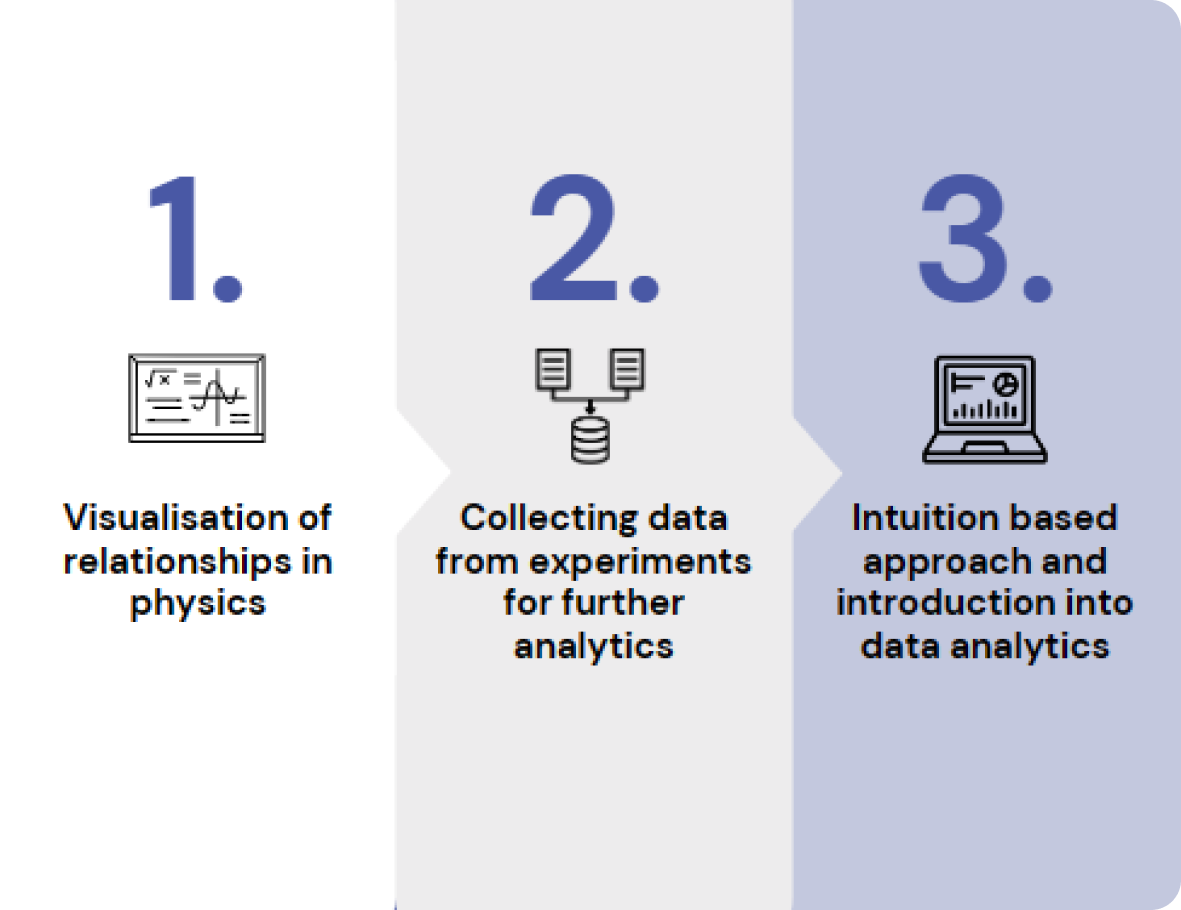 1.
√x =
Visualisation of
relationships in
physics
2.
Collecting data
from experiments
for further
analytics
3.
Intuition based
approach and
introduction into
data analytics